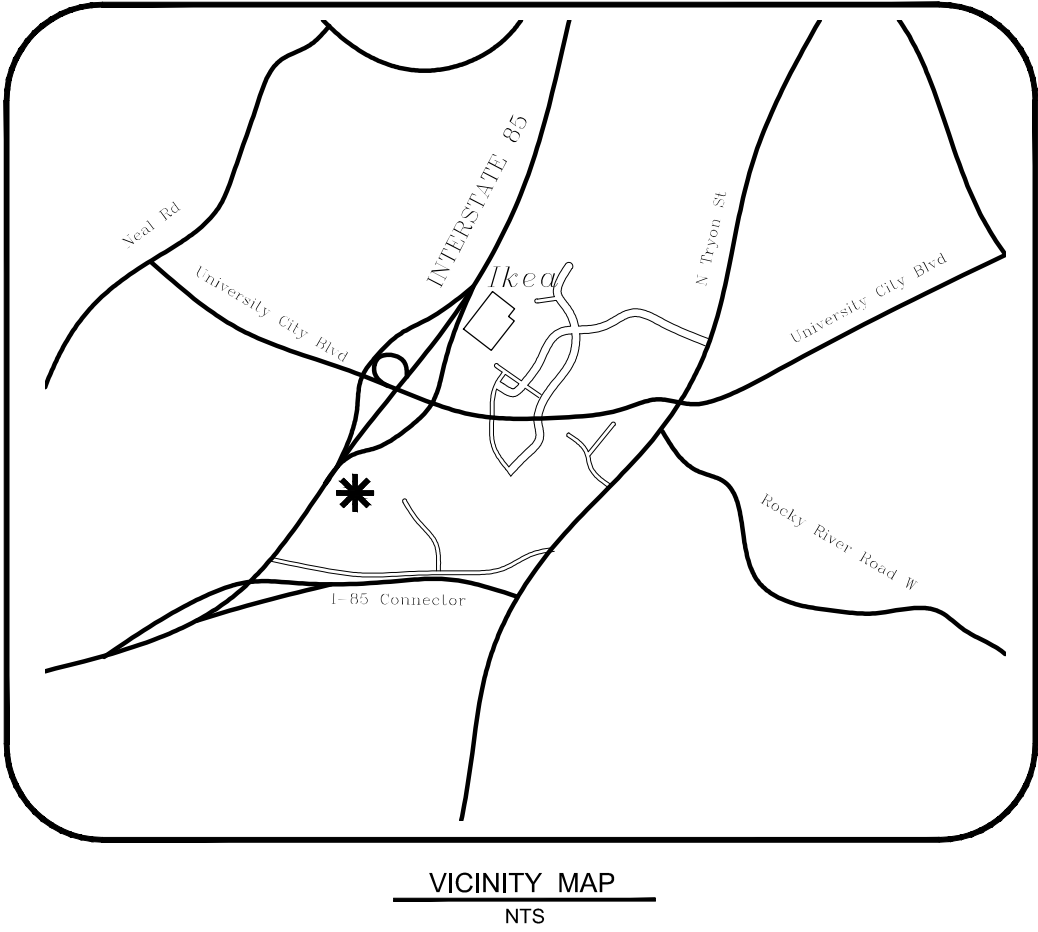 INTERSTATE 85
Neal Rd
N Tryon St
University City Blvd
Ikea
University City Blvd
Rocky River Road W
I-85 Connector
VICINITY MAP
NTS